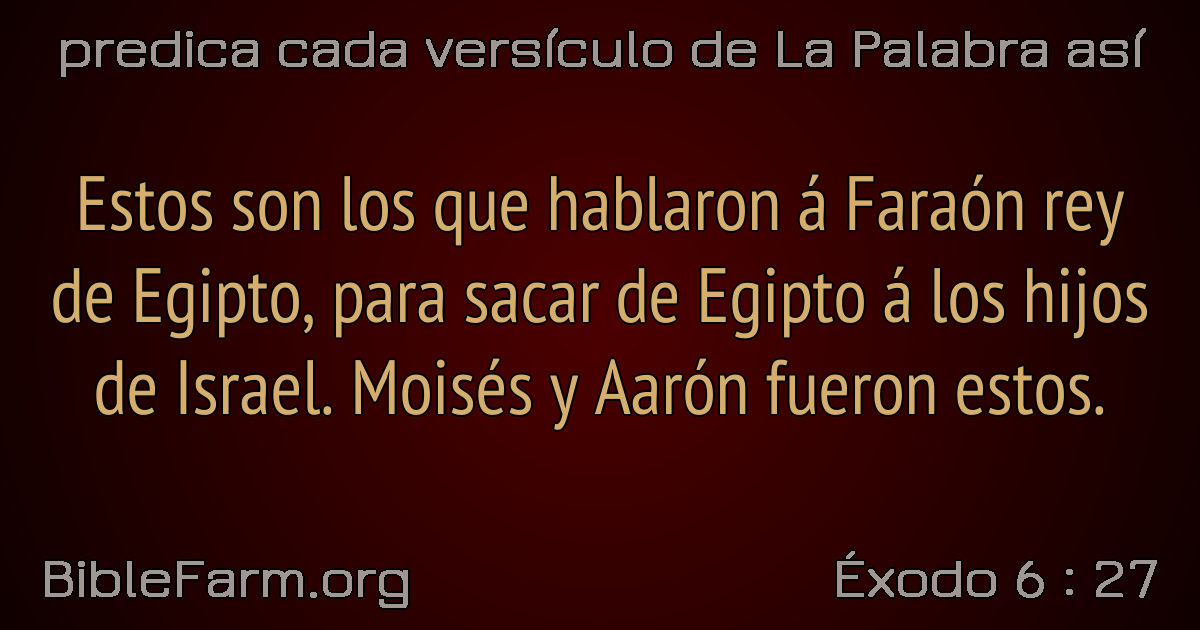 predica cada versículo de La Palabra así
Estos son los que hablaron á Faraón rey
de Egipto, para sacar de Egipto á los hijos
de Israel. Moisés y Aarón fueron estos.
BibleFarm.org
Éxodo 6 : 27